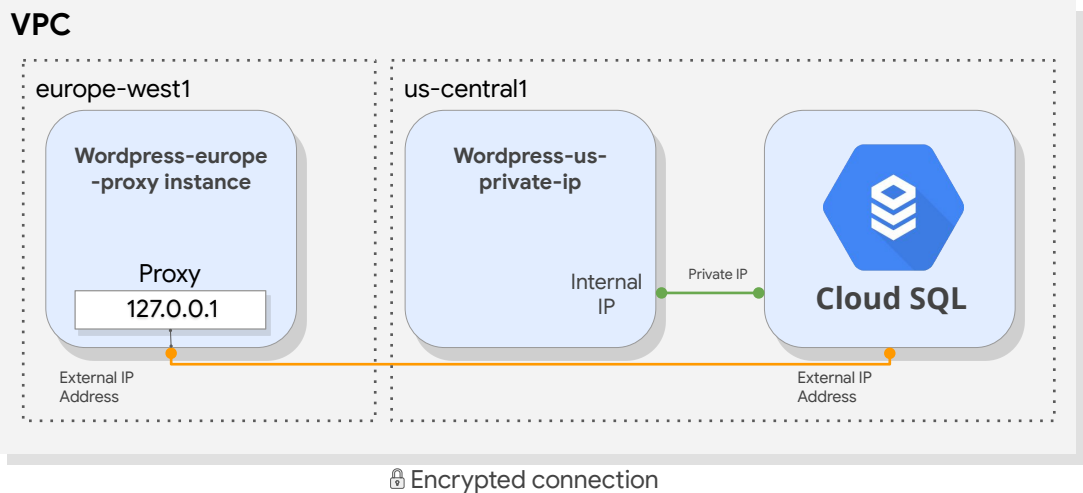 VPC
europe-west1
Wordpress-europe
-proxy instance
Proxy
127.0.0.1
External IP
Address
us-central1
Wordpress-us-
private-ip
Internal
IP
Private IP
Cloud SQL
External IP
Address
Encrypted connection